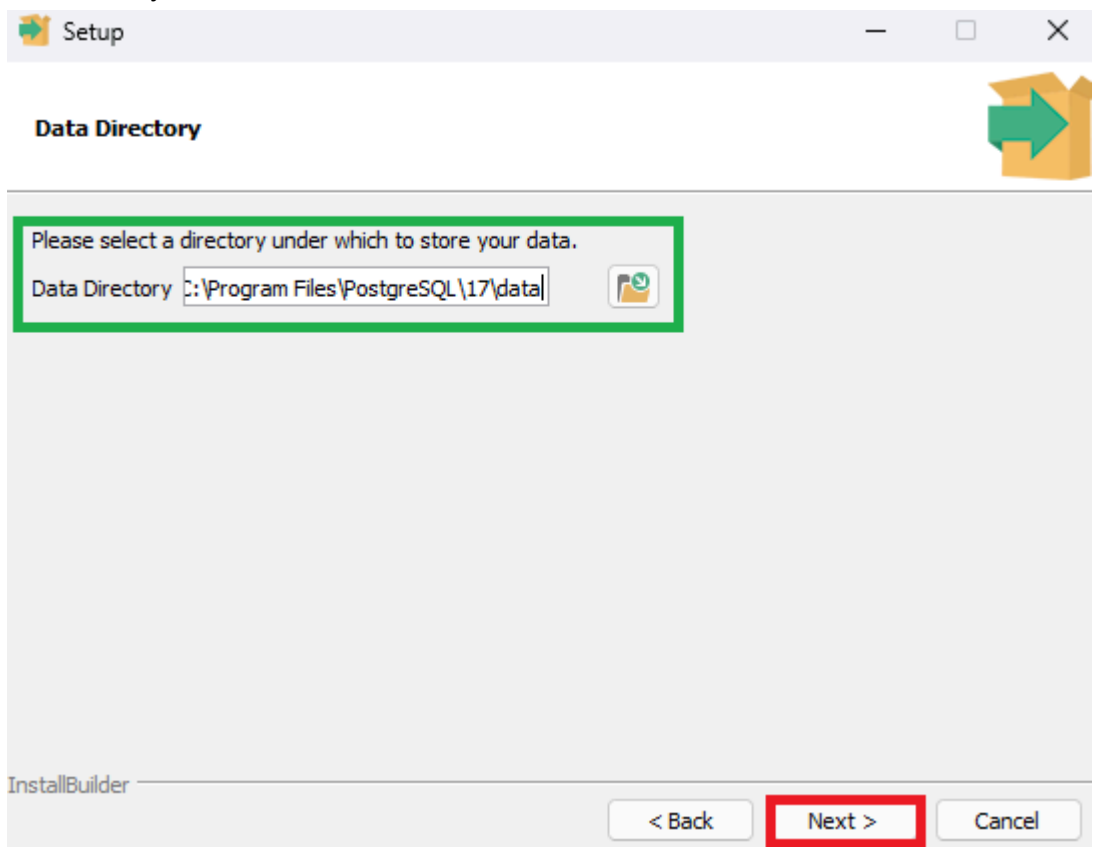 Setup
Data Directory
Please select a directory under which to store your data.
Data Directory :\Program Files\PostgreSQL\17\data
InstallBuilder
< Back Next > Cancel